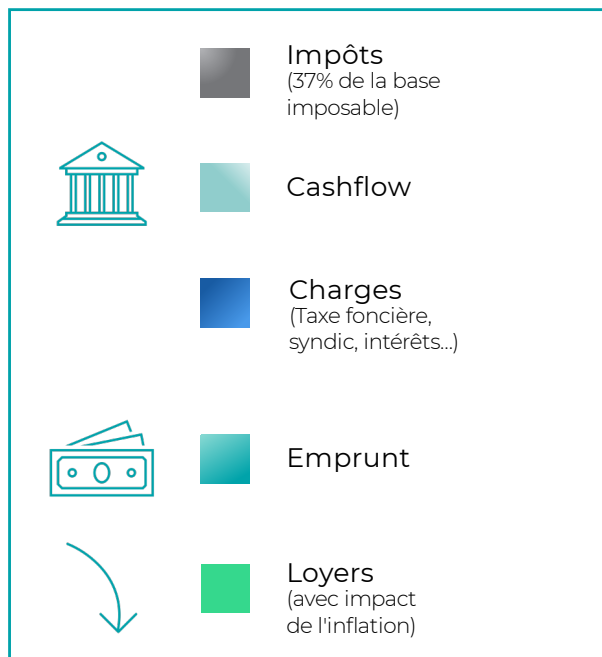 Impôts
(37% de la base
imposable)
Cashflow
Charges
(Taxe foncière,
syndic, intérêts...)
Emprunt
Loyers
(avec impact
de l'inflation)